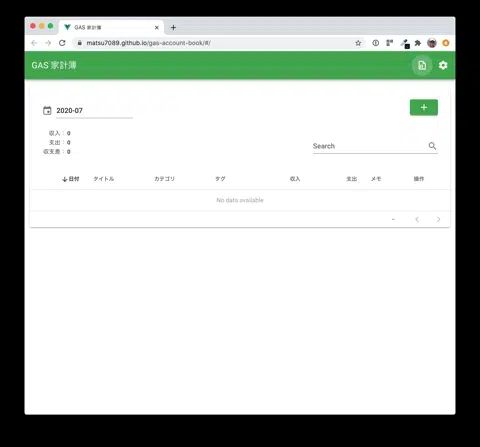 GAS 家計簿
matsu7089.github.io/gas-account-book/#/
GAS 家計簿
2020-07
収入： 0
支出： 0
収支差： 0
Search
日付 タイトル カテゴリ タグ 収入 支出 メモ 操作
No data available